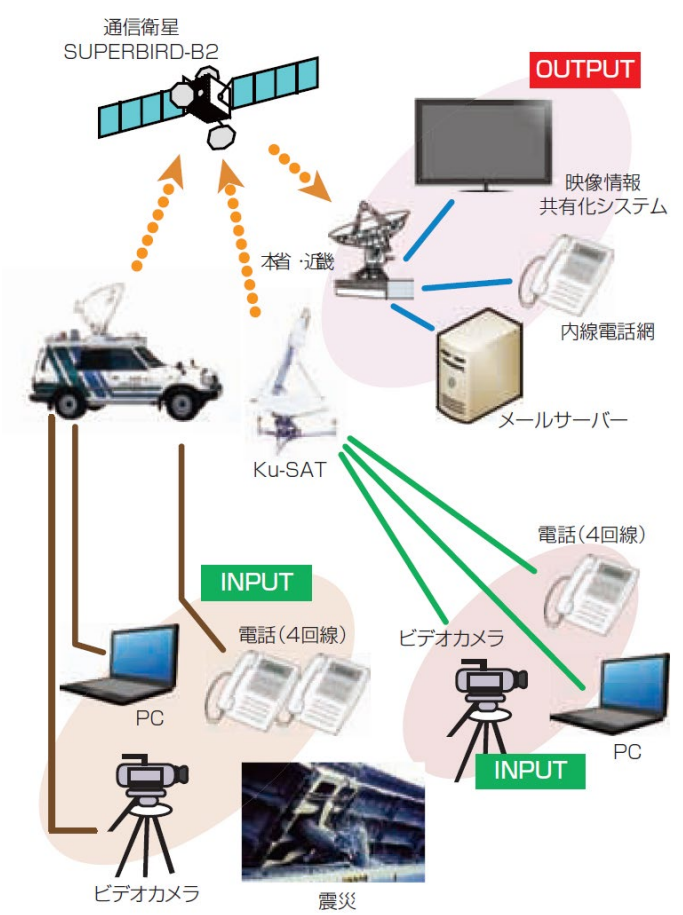 通信衛星
SUPERBIRD-B2
OUTPUT
映像情報
共有化システム
本省・近畿
内線電話網
メールサーバー
Ku-SAT
電話（4回線）
INPUT
電話（4回線）
ビデオカメラ
PC
PC
INPUT
ビデオカメラ
震災